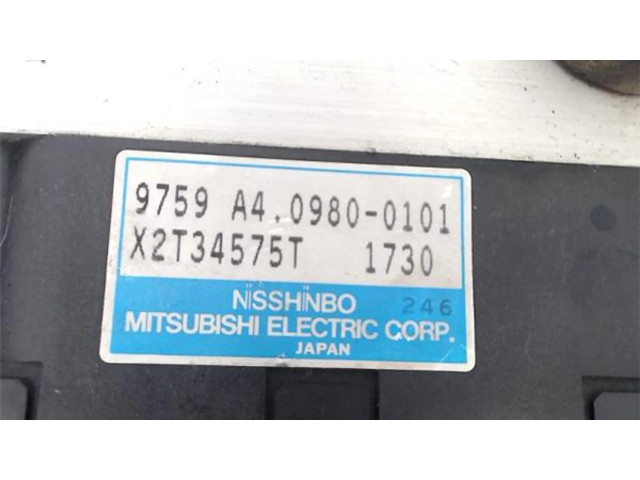 9759 A4.0980-0101
X2T34575T 1730
NISSHINBO 246
MITSUBISHI ELECTRIC CORP.
JAPAN